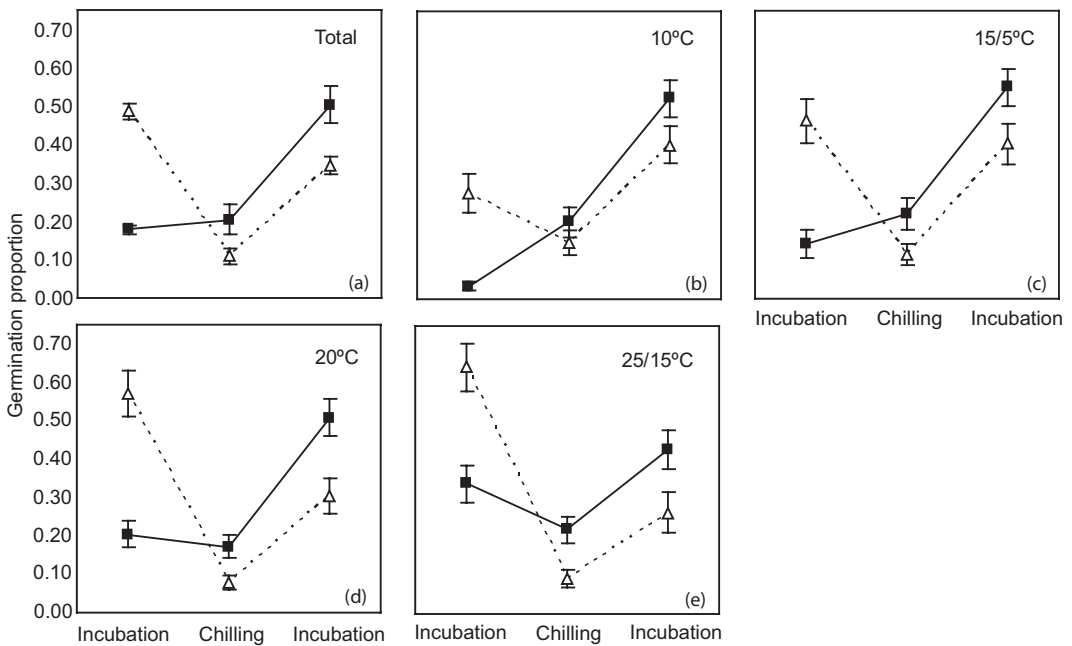 Germination proportion
0.70
0.60
0.50
0.40
0.30
0.20
0.10
0.00
Total
(a)
10ºC
(b)
15/5ºC
(c)
Incubation Chilling Incubation
0.70
0.60
0.50
0.40
0.30
0.20
0.10
0.00
20ºC
(d)
Incubation Chilling Incubation
25/15ºC
(e)
Incubation Chilling Incubation